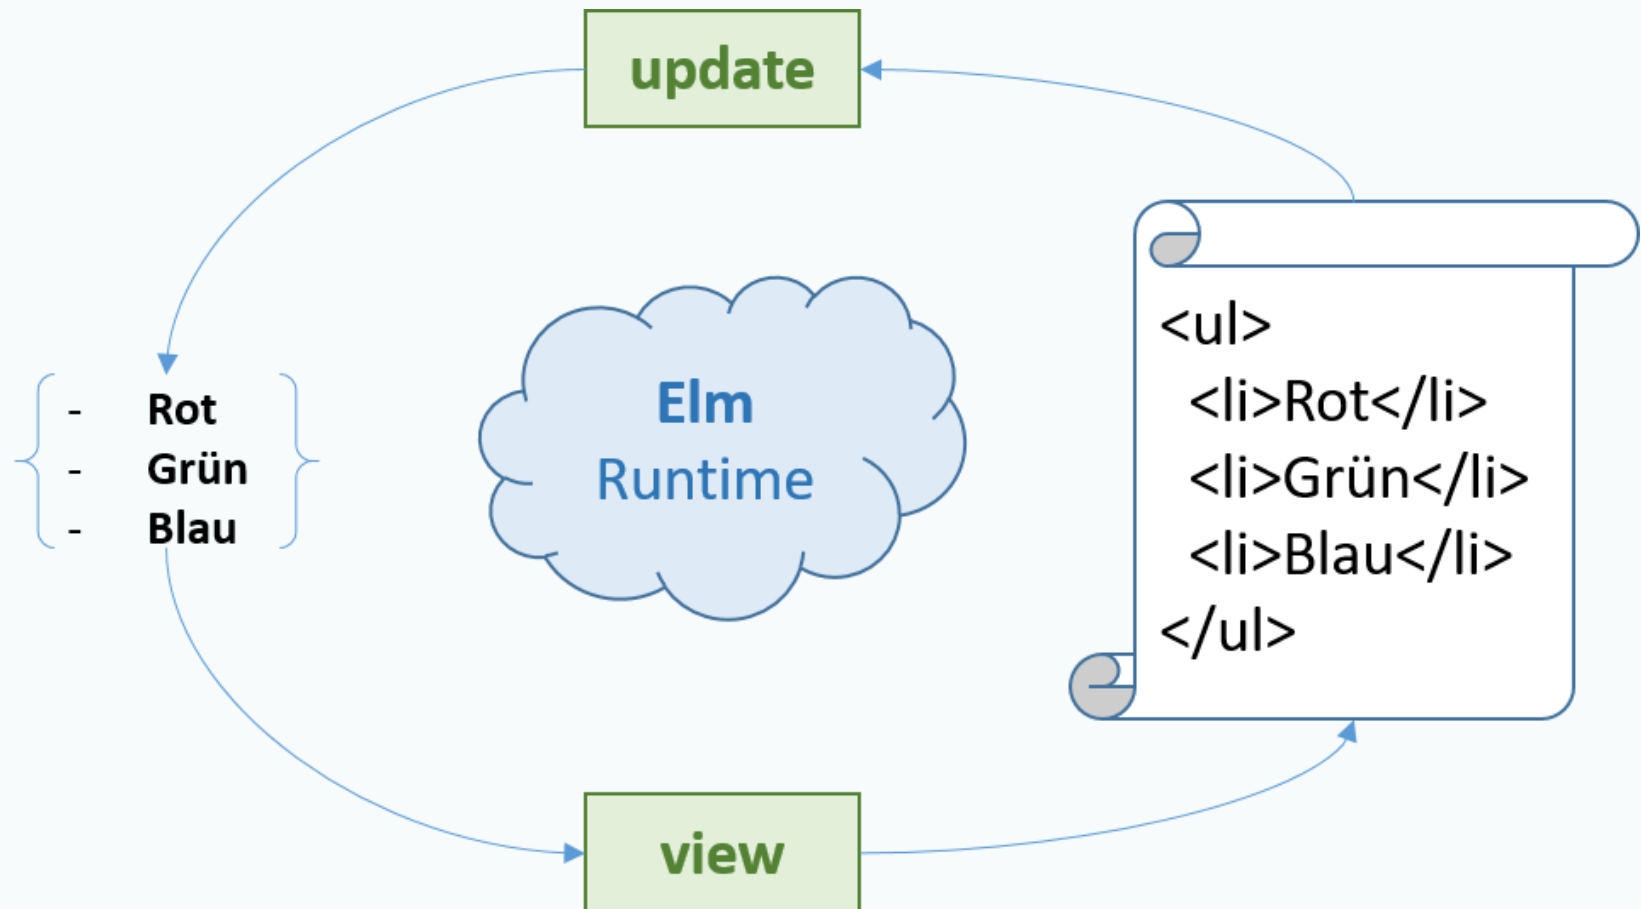 update
- Rot
- Grün
- Blau
Elm
Runtime
<ul>
<li>Rot</li>
<li>Grün</li>
<li>Blau</li>
</ul>
view